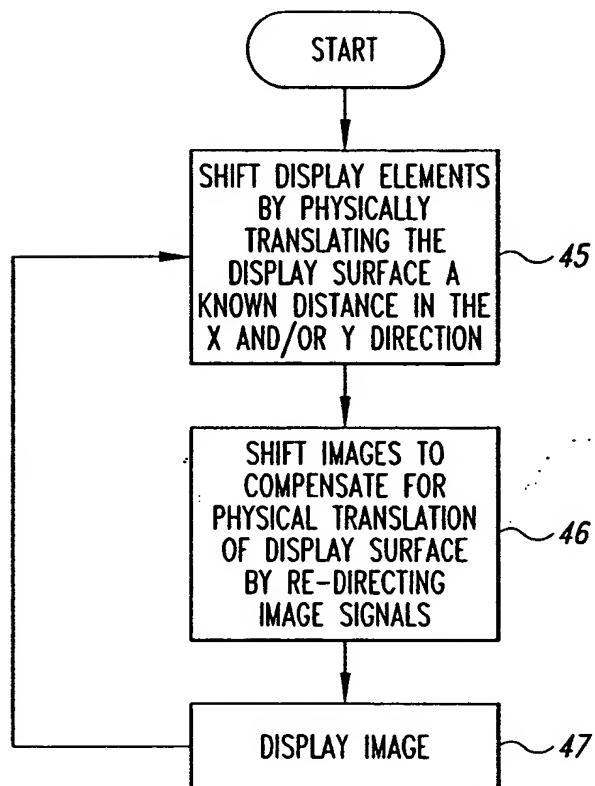 START
SHIFT DISPLAY ELEMENTS
BY PHYSICALLY
TRANSLATING THE
DISPLAY SURFACE A
KNOWN DISTANCE IN THE
X AND/OR Y DIRECTION
45
SHIFT IMAGES TO
COMPENSATE FOR
PHYSICAL TRANSLATION
OF DISPLAY SURFACE
BY RE-DIRECTING
IMAGE SIGNALS
46
DISPLAY IMAGE
47